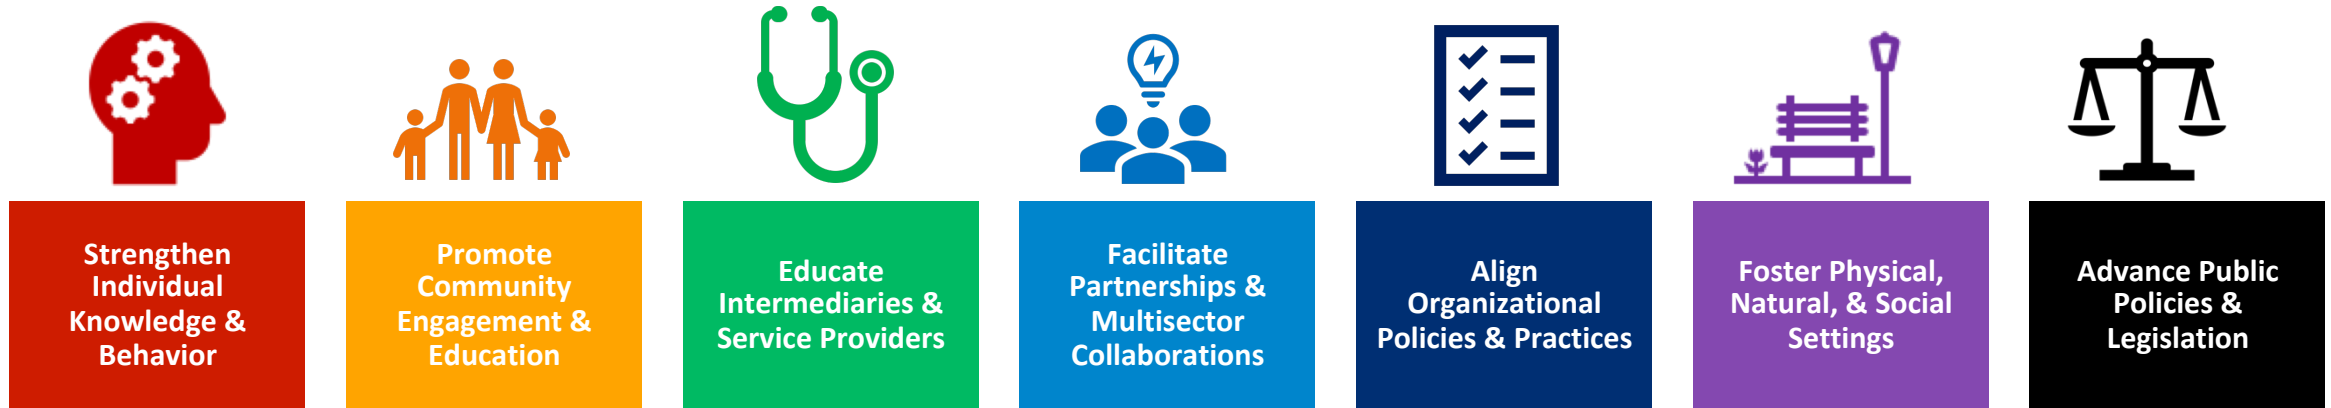 Strengthen
Individual
Knowledge &
Behavior
Promote
Community
Engagement &
Education
Educate
Intermediaries &
Service Providers
Facilitate
Partnerships &
Multisector
Collaborations
Align
Organizational
Policies & Practices
Foster Physical,
Natural, & Social
Settings
Advance Public
Policies &
Legislation